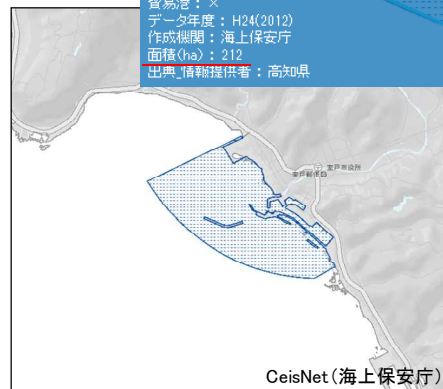 貿易港：×
データ年度：H24(2012)
作成機関：海上保安庁
面積(ha)：212
出典_情報提供者：高知県
室戸市役所
室戸郵便局
CeisNet(海上保安庁)